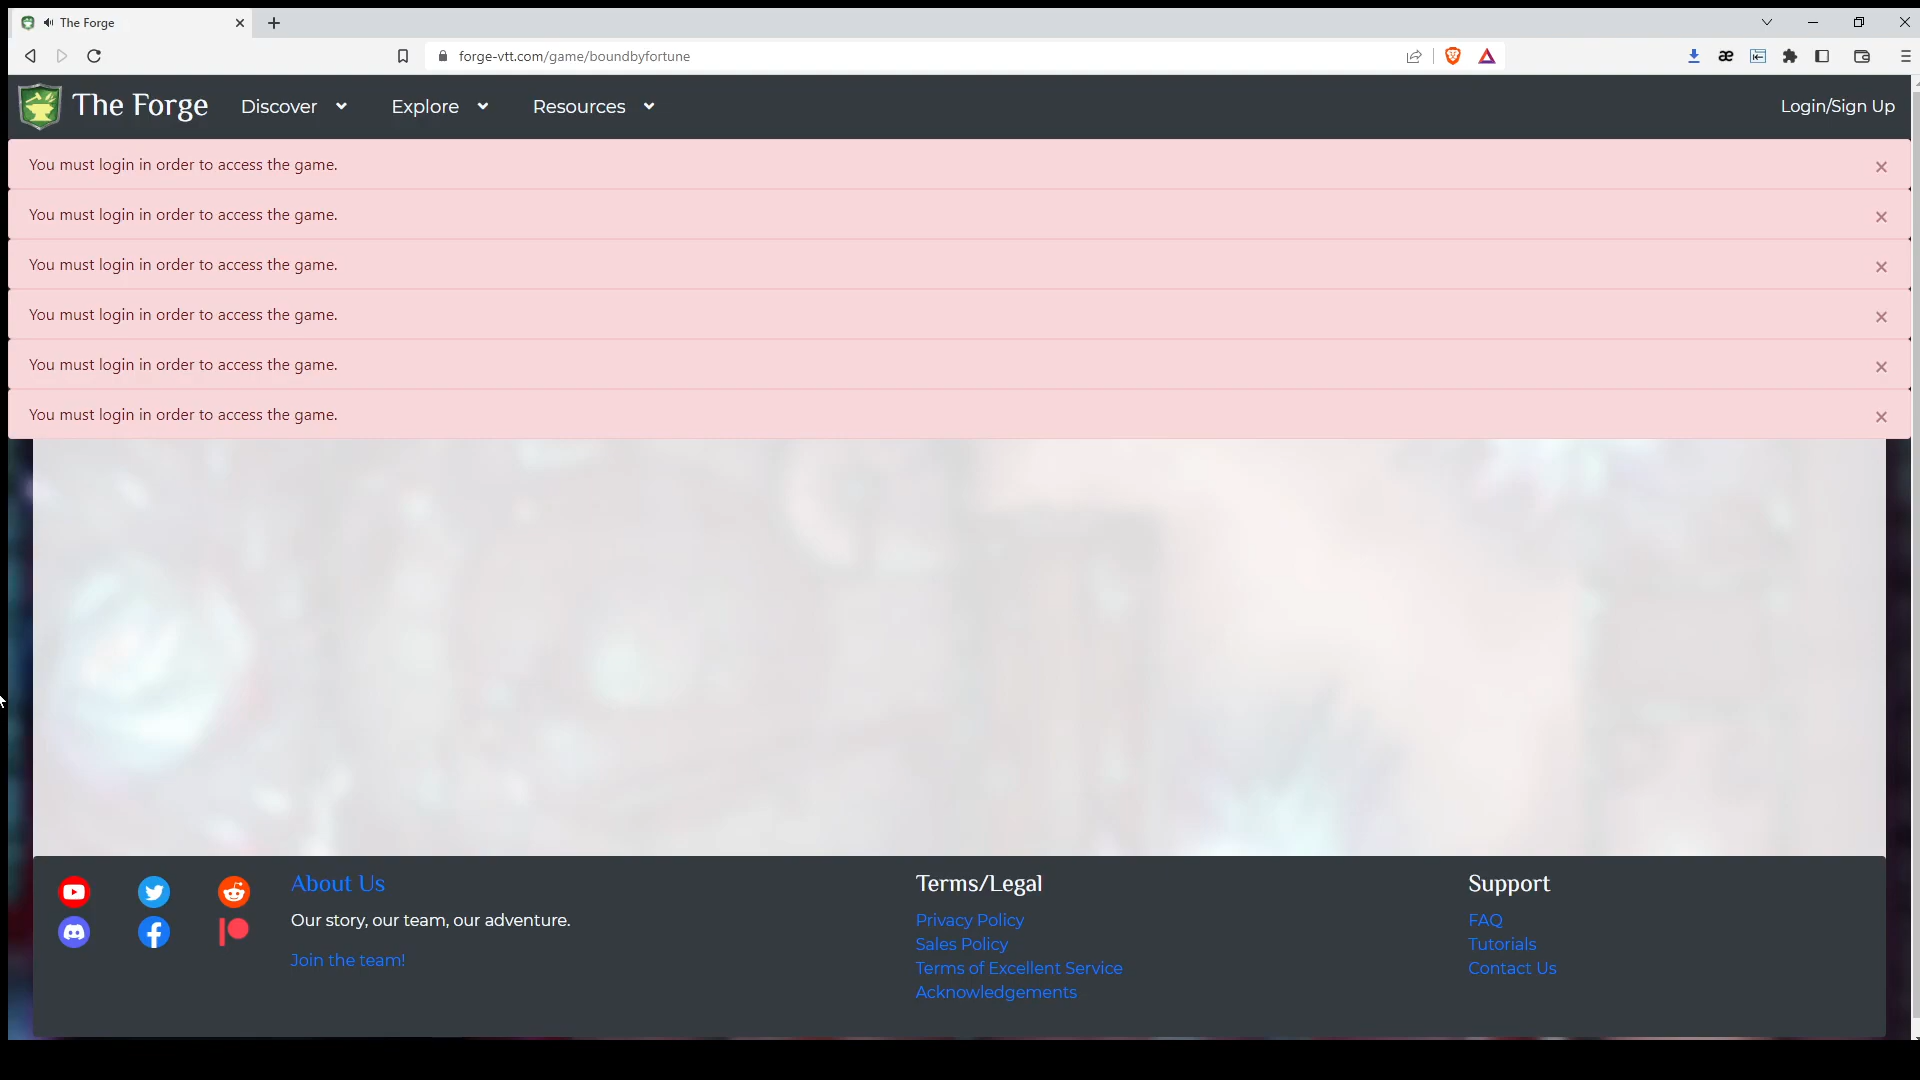 The Forge
forge-vtt.com/game/boundbyfortune
The Forge
Discover
Explore
Resources
Login/Sign Up
You must login in order to access the game.
You must login in order to access the game.
You must login in order to access the game.
You must login in order to access the game.
You must login in order to access the game.
You must login in order to access the game.
About Us
Our story, our team, our adventure.
Join the team!
Terms/Legal
Privacy Policy
Sales Policy
Terms of Excellent Service
Acknowledgements
Support
FAQ
Tutorials
Contact Us